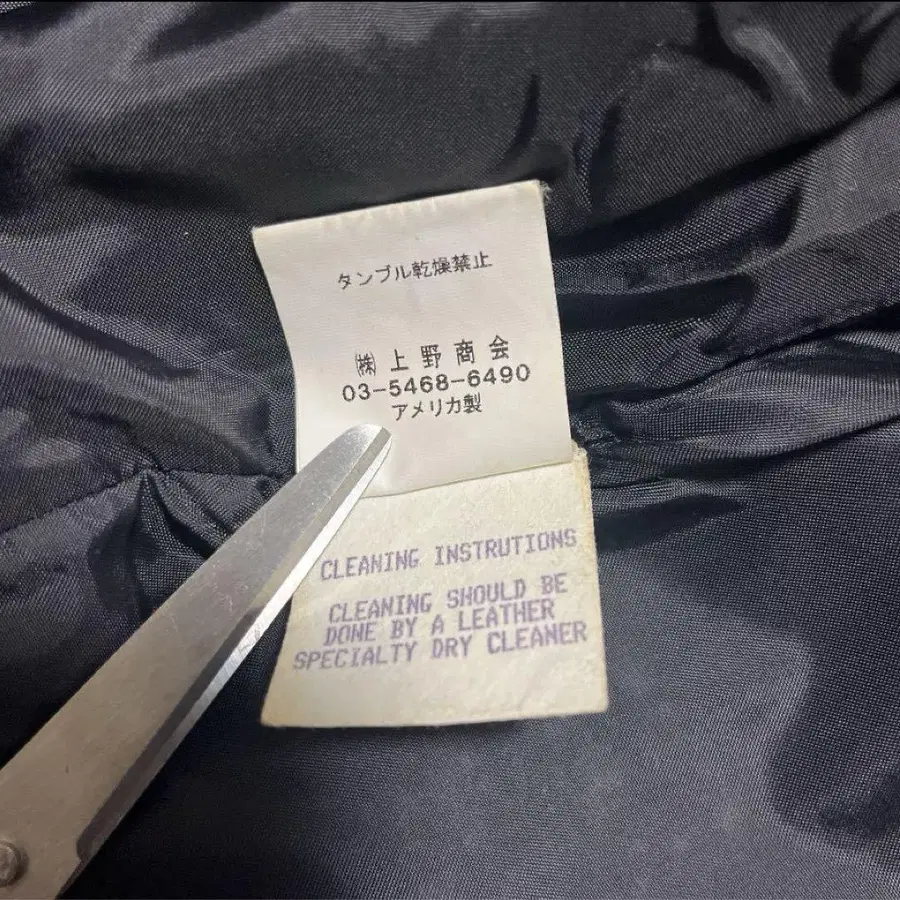 タンブル乾燥禁止
㈱上野商会
03-5468-6490
アメリカ製
CLEANING INSTRUTIONS
CLEANING SHOULD BE
DONE BY A LEATHER
SPECIALTY DRY CLEANER